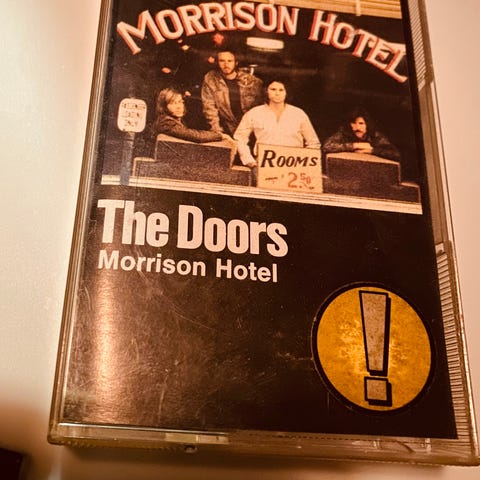 MORRISON HOTEL
ROOMS
2.50
The Doors
Morrison Hotel
!